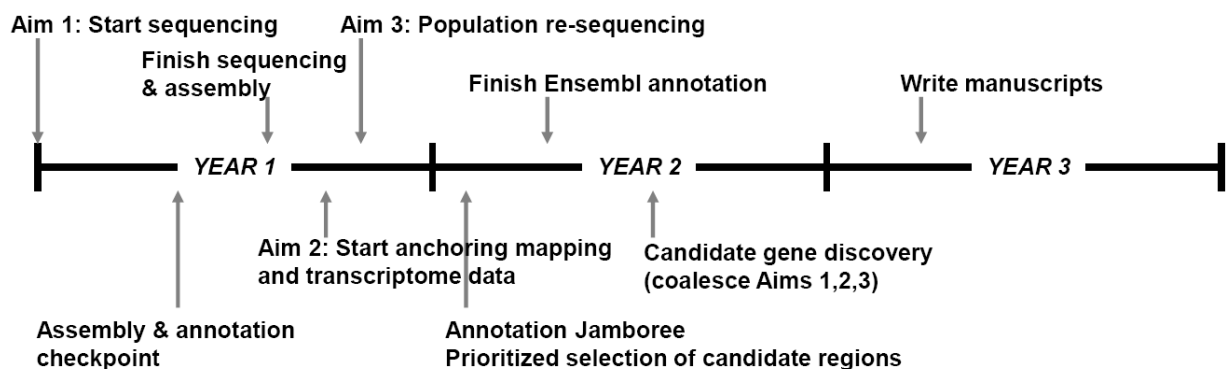 Aim 1: Start sequencing
Aim 3: Population re-sequencing
Finish sequencing
& assembly
Finish Ensembl annotation
Write manuscripts
YEAR 1
YEAR 2
YEAR 3
Aim 2: Start anchoring mapping
and transcriptome data
Candidate gene discovery
(coalesce Aims 1,2,3)
Assembly & annotation
checkpoint
Annotation Jamboree
Prioritized selection of candidate regions